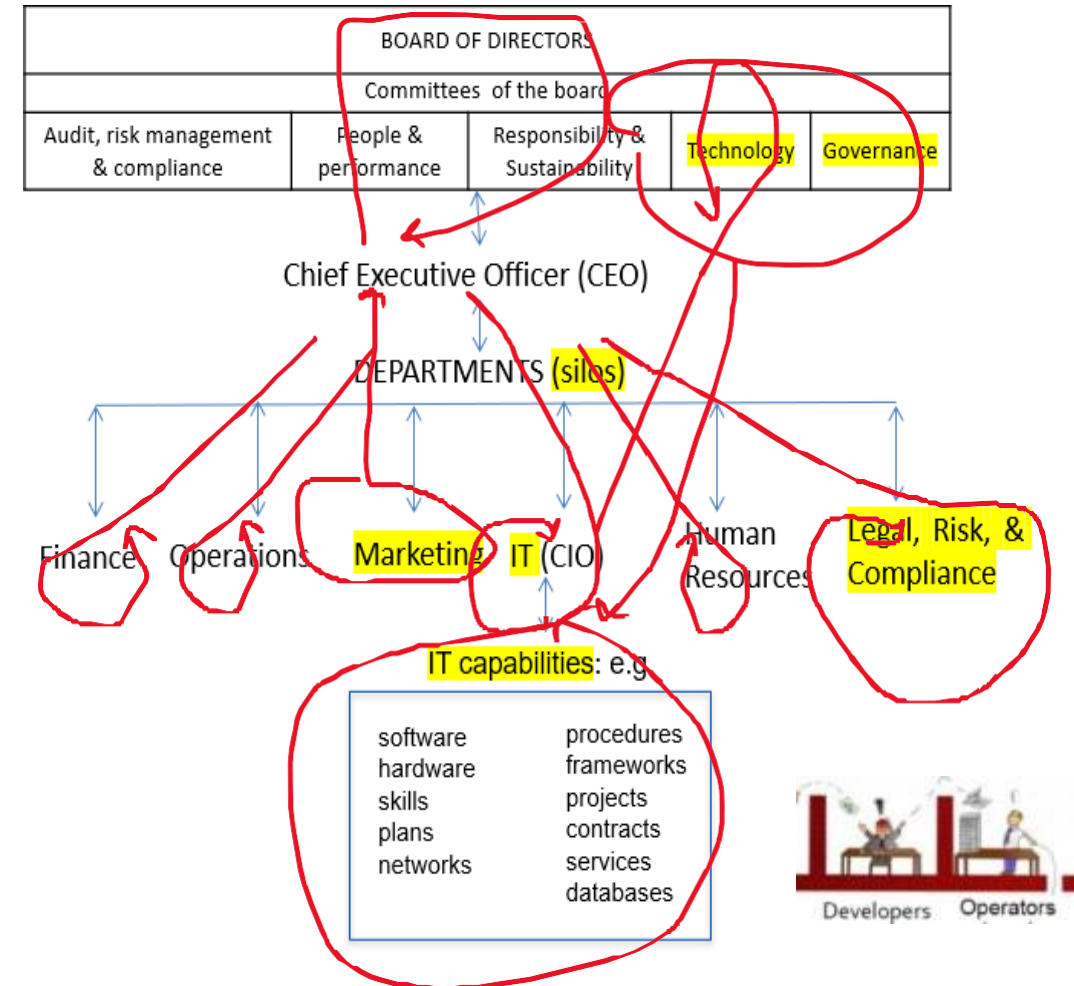 BOARD OF DIRECTORS
Committees of the board
Audit, risk management
& compliance
People &
performance
Responsibility &
Sustainability
Technology
Governance
Chief Executive Officer (CEO)
DEPARTMENTS (silos)
Finance
Operations
Marketing
IT (CIO)
Human
Resources
Legal, Risk, &
Compliance
IT capabilities: e.g
software
hardware
skills
plans
networks
procedures
frameworks
projects
contracts
services
databases
Developers
Operators